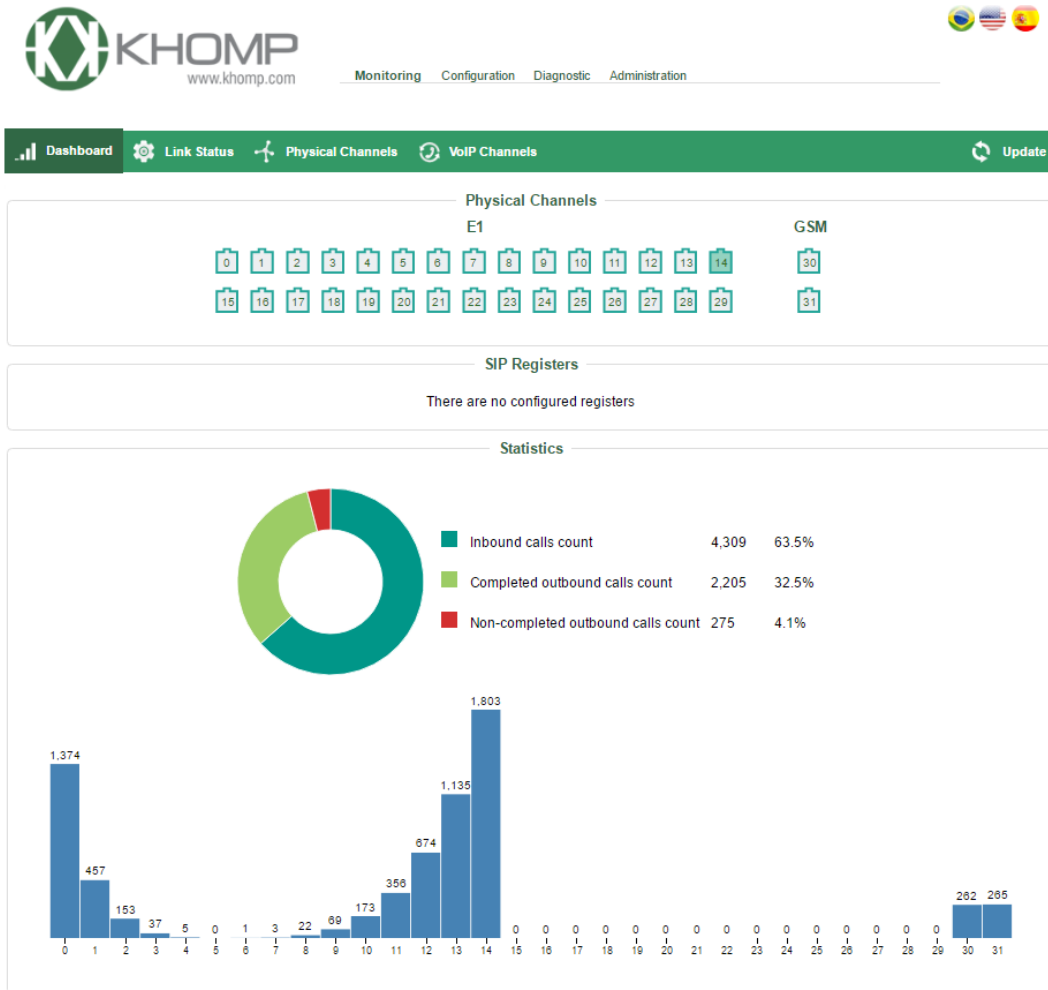 KHOMP
www.khomp.com
Monitoring Configuration Diagnostic Administration
Dashboard Link Status Physical Channels VoIP Channels Update
Physical Channels
E1 GSM
0 1 2 3 4 5 6 7 8 9 10 11 12 13 14 30
15 16 17 18 19 20 21 22 23 24 25 26 27 28 29 31
SIP Registers
There are no configured registers
Statistics
Inbound calls count 4,309 63.5%
Completed outbound calls count 2,205 32.5%
Non-completed outbound calls count 275 4.1%
1,374 457 153 37 5 0 1 3 22 69 173 356 674 1,135 1,803 0 0 0 0 0 0 0 0 0 0 0 0 0 0 0 262 265
0 1 2 3 4 5 6 7 8 9 10 11 12 13 14 15 16 17 18 19 20 21 22 23 24 25 26 27 28 29 30 31